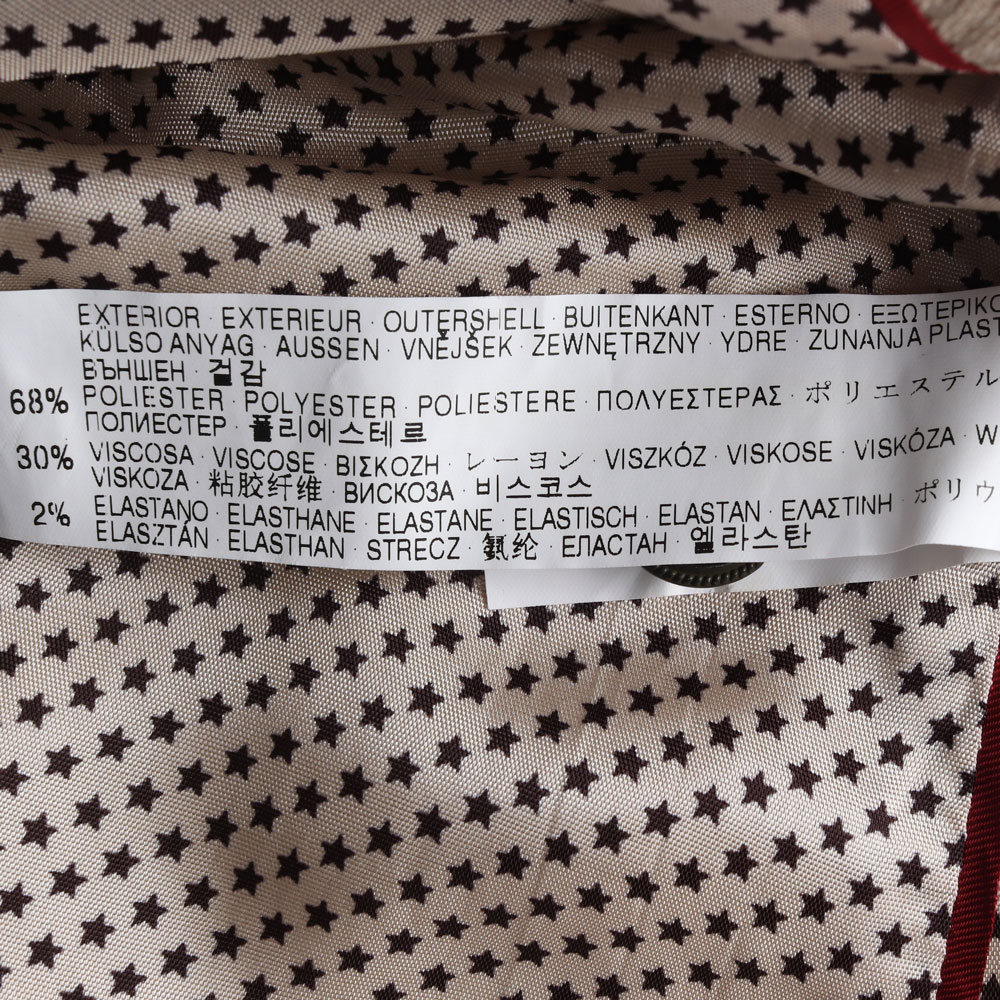 EXTERIOR · EXTERIEUR · OUTERSHELL · BUITENKANT · ESTERNO · ΕΞΩΤΕΡΙΚΟ
KÜLSO ANYAG · AUSSEN · VNĚJŠEK · ZEWNĘTRZNY · YDRE · ZUNANJA PLAST
ВЪНШЕН · 겉감
68% POLIESTER · POLYESTER · POLIESTERE · ΠΟΛΥΕΣΤΕΡΑΣ · ポリエステル
ПОЛИЕСТЕР · 폴리에스테르
30% VISCOSA · VISCOSE · ΒΙΣΚΟΖΗ · レーヨン · VISZKÓZ · VISKOSE · VISKÓZA · W
VISKOZA · 粘胶纤维 · ВИСКОЗА · 비스코스
2% ELASTANO · ELASTHANE · ELASTANE · ELASTISCH · ELASTAN · ΕΛΑΣΤΙΝΗ · ポリウ
ELASZTÁN · ELASTHAN · STRECZ · 氨纶 · ЕЛАСТАН · 엘라스탄